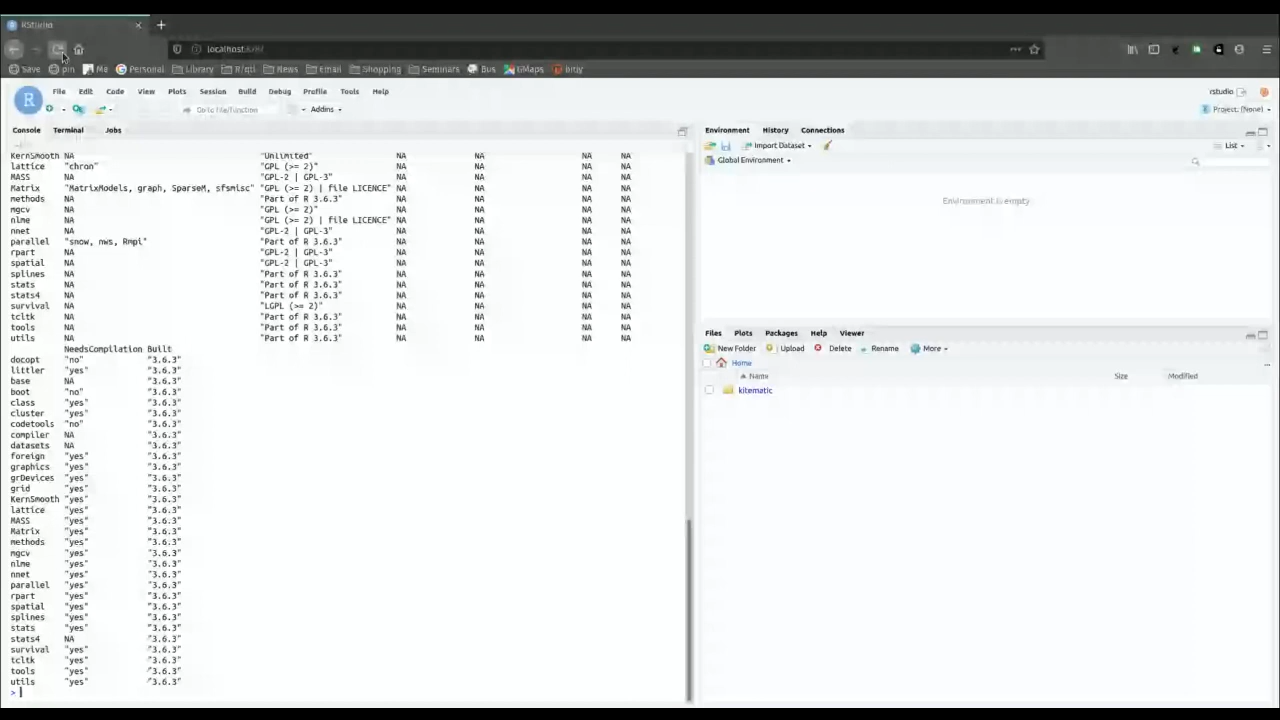 RStudio
localhost:8787
Save pin Me Personal Library R/qtl News Email Shopping Seminars Bus GMaps bitly
File Edit Code View Plots Session Build Debug Profile Tools Help
rstudio
Go to file/function Addins
Project: (None)
Console Terminal Jobs
KernSmooth NA "Unlimited" NA NA NA NA
lattice "chron" "GPL (>= 2)" NA NA NA NA
MASS NA "GPL-2 | GPL-3" NA NA NA NA
Matrix "MatrixModels, graph, SparseM, sfsmisc" "GPL (>= 2) | file LICENCE" NA NA NA NA
methods NA "Part of R 3.6.3" NA NA NA NA
mgcv NA "GPL (>= 2)" NA NA NA NA
nlme NA "GPL (>= 2) | file LICENCE" NA NA NA NA
nnet NA "GPL-2 | GPL-3" NA NA NA NA
parallel "snow, nws, Rmpi" "Part of R 3.6.3" NA NA NA NA
rpart NA "GPL-2 | GPL-3" NA NA NA NA
spatial NA "GPL-2 | GPL-3" NA NA NA NA
splines NA "Part of R 3.6.3" NA NA NA NA
stats NA "Part of R 3.6.3" NA NA NA NA
stats4 NA "Part of R 3.6.3" NA NA NA NA
survival NA "LGPL (>= 2)" NA NA NA NA
tcltk NA "Part of R 3.6.3" NA NA NA NA
tools NA "Part of R 3.6.3" NA NA NA NA
utils NA "Part of R 3.6.3" NA NA NA NA
NeedsCompilation Built
docopt "no" "3.6.3"
littler "yes" "3.6.3"
base NA "3.6.3"
boot "no" "3.6.3"
class "yes" "3.6.3"
cluster "yes" "3.6.3"
codetools "no" "3.6.3"
compiler NA "3.6.3"
datasets NA "3.6.3"
foreign "yes" "3.6.3"
graphics "yes" "3.6.3"
grDevices "yes" "3.6.3"
grid "yes" "3.6.3"
KernSmooth "yes" "3.6.3"
lattice "yes" "3.6.3"
MASS "yes" "3.6.3"
Matrix "yes" "3.6.3"
methods "yes" "3.6.3"
mgcv "yes" "3.6.3"
nlme "yes" "3.6.3"
nnet "yes" "3.6.3"
parallel "yes" "3.6.3"
rpart "yes" "3.6.3"
spatial "yes" "3.6.3"
splines "yes" "3.6.3"
stats "yes" "3.6.3"
stats4 NA "3.6.3"
survival "yes" "3.6.3"
tcltk "yes" "3.6.3"
tools "yes" "3.6.3"
utils "yes" "3.6.3"
>
Environment History Connections
Import Dataset List
Global Environment
Environment is empty
Files Plots Packages Help Viewer
New Folder Upload Delete Rename More
Home
Name Size Modified
kitematic